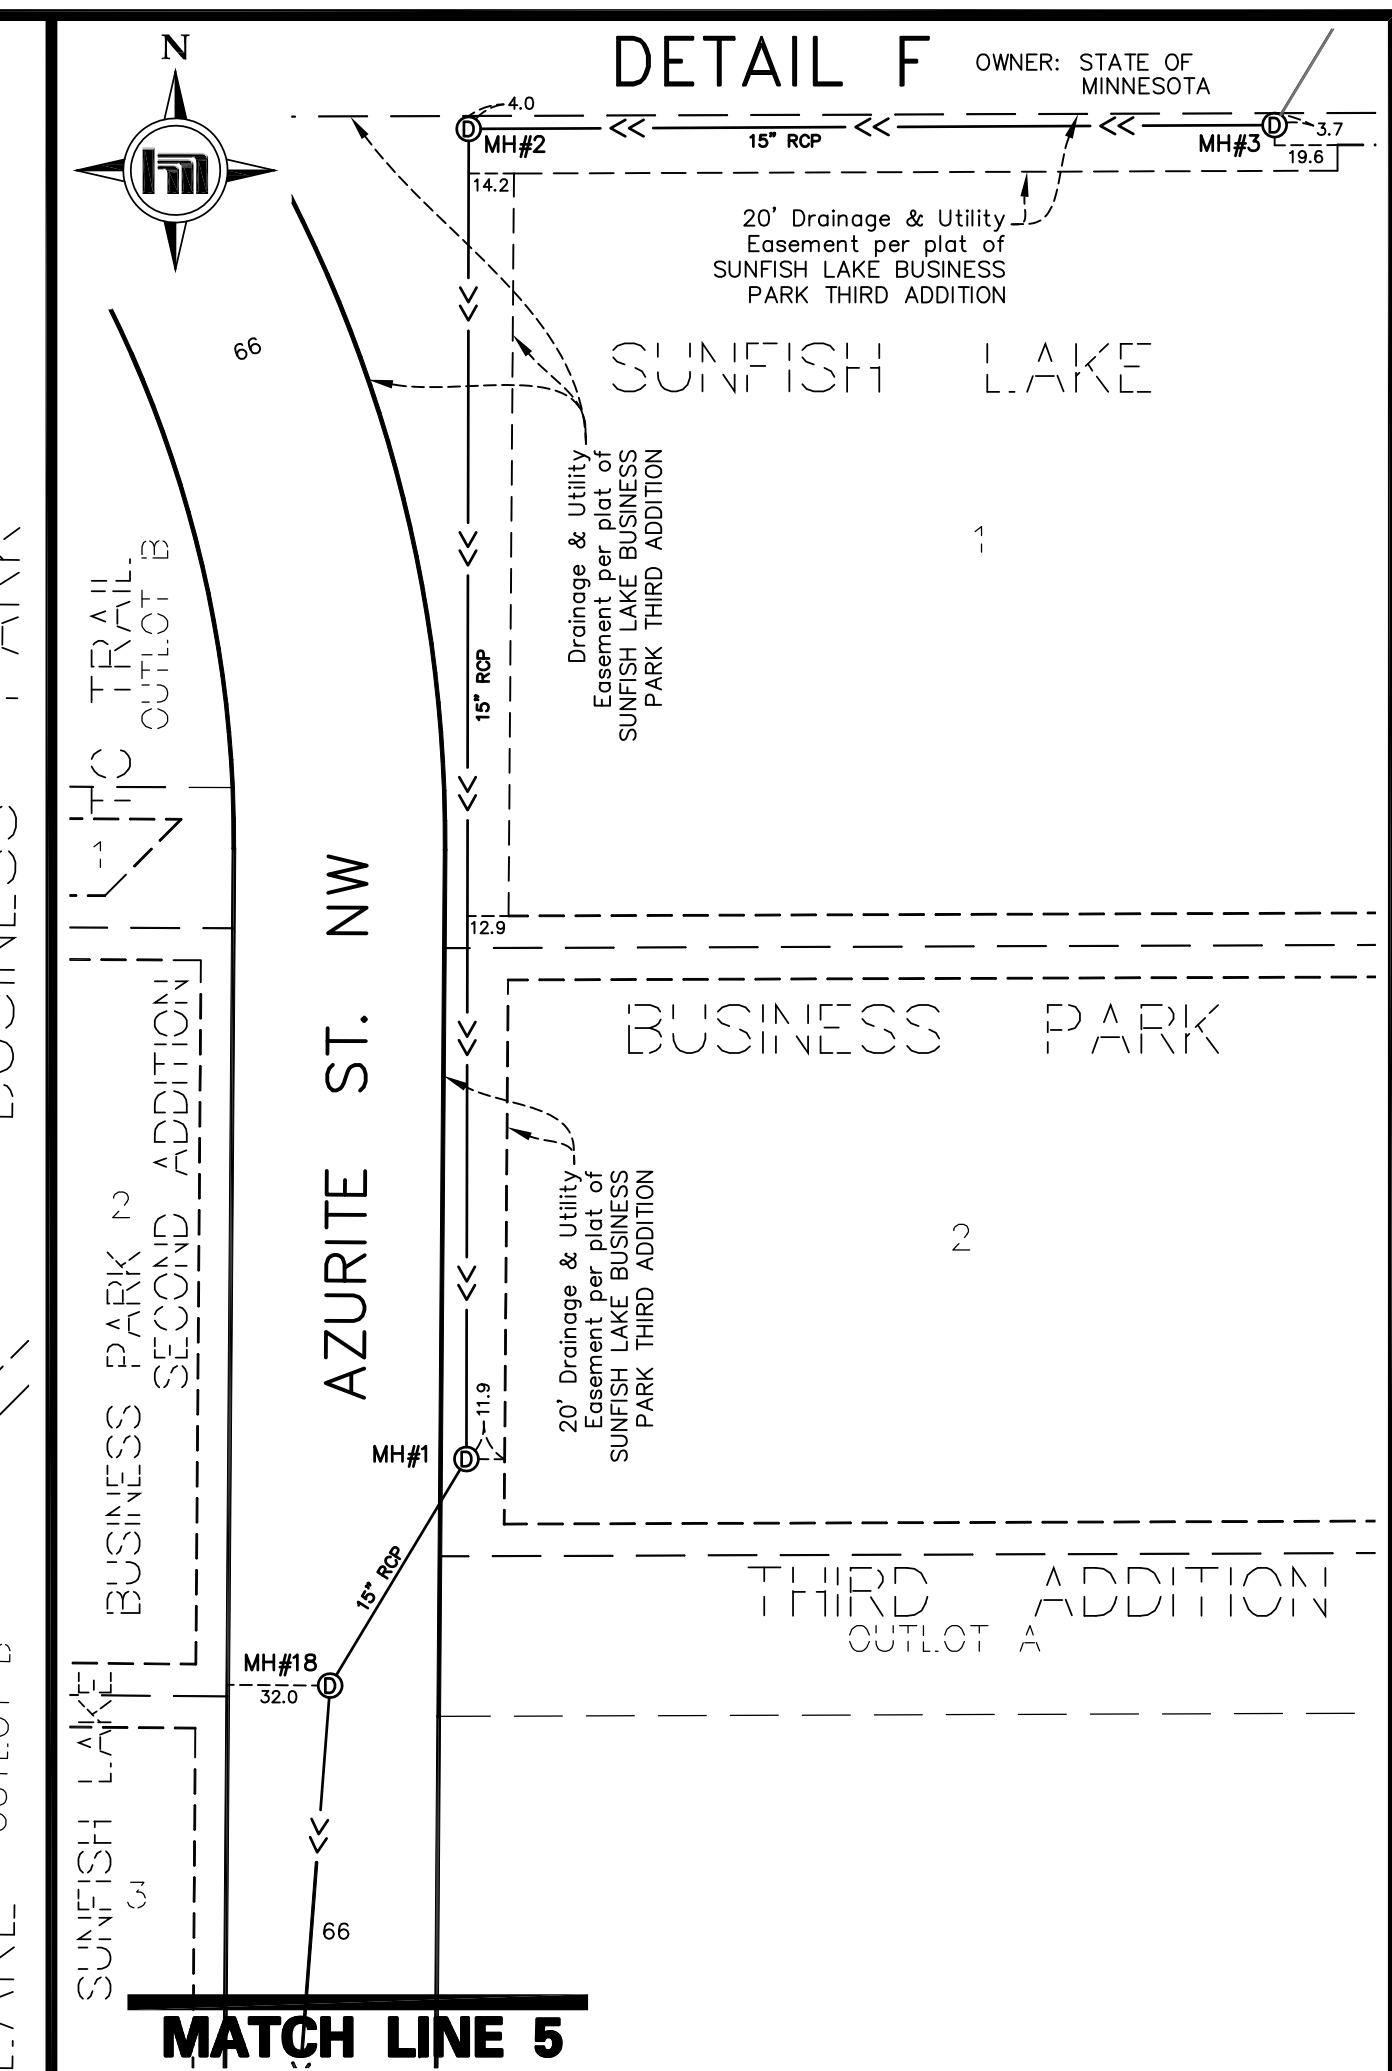 N
DETAIL F
OWNER: STATE OF
MINNESOTA
4.0
MH#2
15" RCP
MH#3
3.7
19.6
14.2
20' Drainage & Utility
Easement per plat of
SUNFISH LAKE BUSINESS
PARK THIRD ADDITION
66
SUNFISH LAKE
Drainage & Utility
Easement per plat of
SUNFISH LAKE BUSINESS
PARK THIRD ADDITION
1
TRAIL
OUTLOT B
15" RCP
1
12.9
AZURITE ST. NW
BUSINESS PARK
BUSINESS PARK
SECOND ADDITION
2
2
20' Drainage & Utility
Easement per plat of
SUNFISH LAKE BUSINESS
PARK THIRD ADDITION
11.9
MH#1
15" RCP
THIRD ADDITION
OUTLOT A
MH#18
32.0
SUNFISH LAKE
3
66
MATCH LINE 5